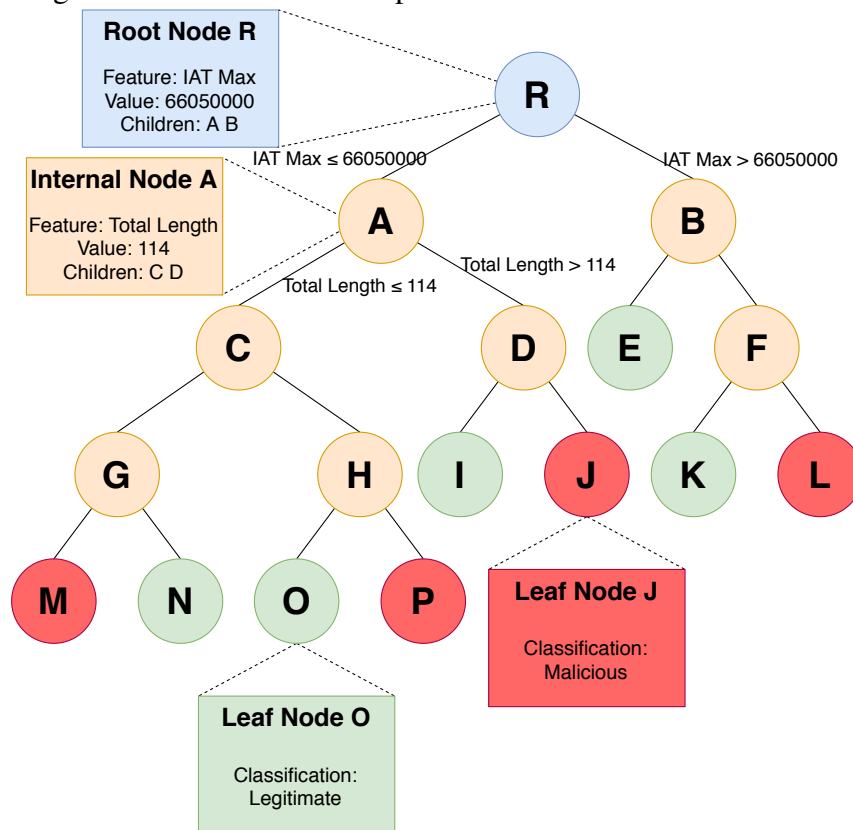 Root Node R
Feature: IAT Max
Value: 66050000
Children: A B
R
IAT Max ≤ 66050000
IAT Max > 66050000
Internal Node A
Feature: Total Length
Value: 114
Children: C D
A
B
Total Length ≤ 114
Total Length > 114
C
D
E
F
G
H
I
J
K
L
M
N
O
P
Leaf Node J
Classification:
Malicious
Leaf Node O
Classification:
Legitimate